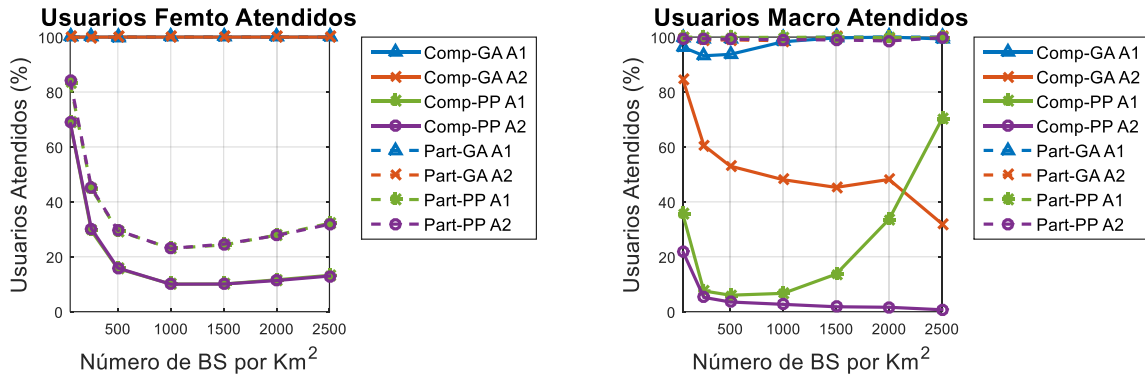 Usuarios Femto Atendidos
Usuarios Atendidos (%)
100
80
60
40
20
0
500
1000
1500
2000
2500
Número de BS por Km²
Comp-GA A1
Comp-GA A2
Comp-PP A1
Comp-PP A2
Part-GA A1
Part-GA A2
Part-PP A1
Part-PP A2
Usuarios Macro Atendidos
Usuarios Atendidos (%)
100
80
60
40
20
0
500
1000
1500
2000
2500
Número de BS por Km²
Comp-GA A1
Comp-GA A2
Comp-PP A1
Comp-PP A2
Part-GA A1
Part-GA A2
Part-PP A1
Part-PP A2